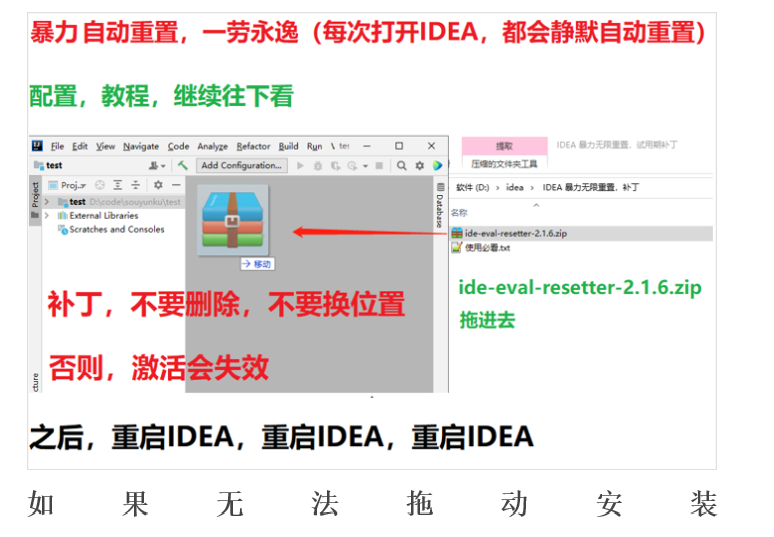 暴力自动重置，一劳永逸（每次打开IDEA，都会静默自动重置）
配置，教程，继续往下看
File Edit View Navigate Code Analyze Refactor Build Run
test
Add Configuration...
Project
Proj...
test D:\code\souyunku\test
External Libraries
Scratches and Consoles
移动
Database
提取
IDEA 暴力无限重置、试用期补丁
压缩的文件夹工具
软件 (D:) › idea › IDEA 暴力无限重置、补丁
名称
ide-eval-resetter-2.1.6.zip
使用必看.txt
ide-eval-resetter-2.1.6.zip
拖进去
补丁，不要删除，不要换位置
否则，激活会失效
cture
之后，重启IDEA，重启IDEA，重启IDEA
如果无法拖动安装